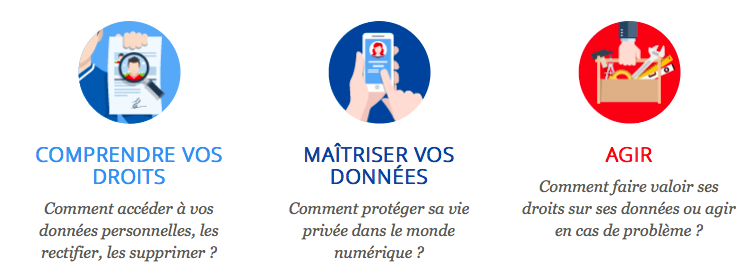 COMPRENDRE VOS
DROITS
Comment accéder à vos
données personnelles, les
rectifier, les supprimer ?
MAÎTRISER VOS
DONNÉES
Comment protéger sa vie
privée dans le monde
numérique ?
AGIR
Comment faire valoir ses
droits sur ses données ou agir
en cas de problème ?